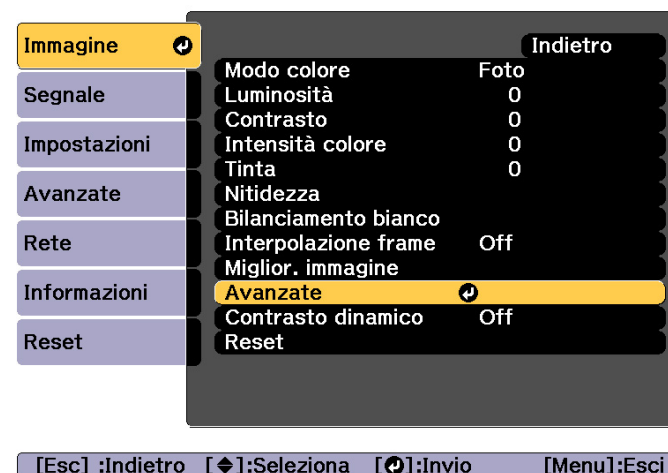 Immagine
Segnale
Impostazioni
Avanzate
Rete
Informazioni
Reset
Indietro
Modo colore Foto
Luminosità 0
Contrasto 0
Intensità colore 0
Tinta 0
Nitidezza
Bilanciamento bianco
Interpolazione frame Off
Miglior. immagine
Avanzate
Contrasto dinamico Off
Reset
[Esc] :Indietro [◆]:Seleziona [↵]:Invio [Menu]:Esci